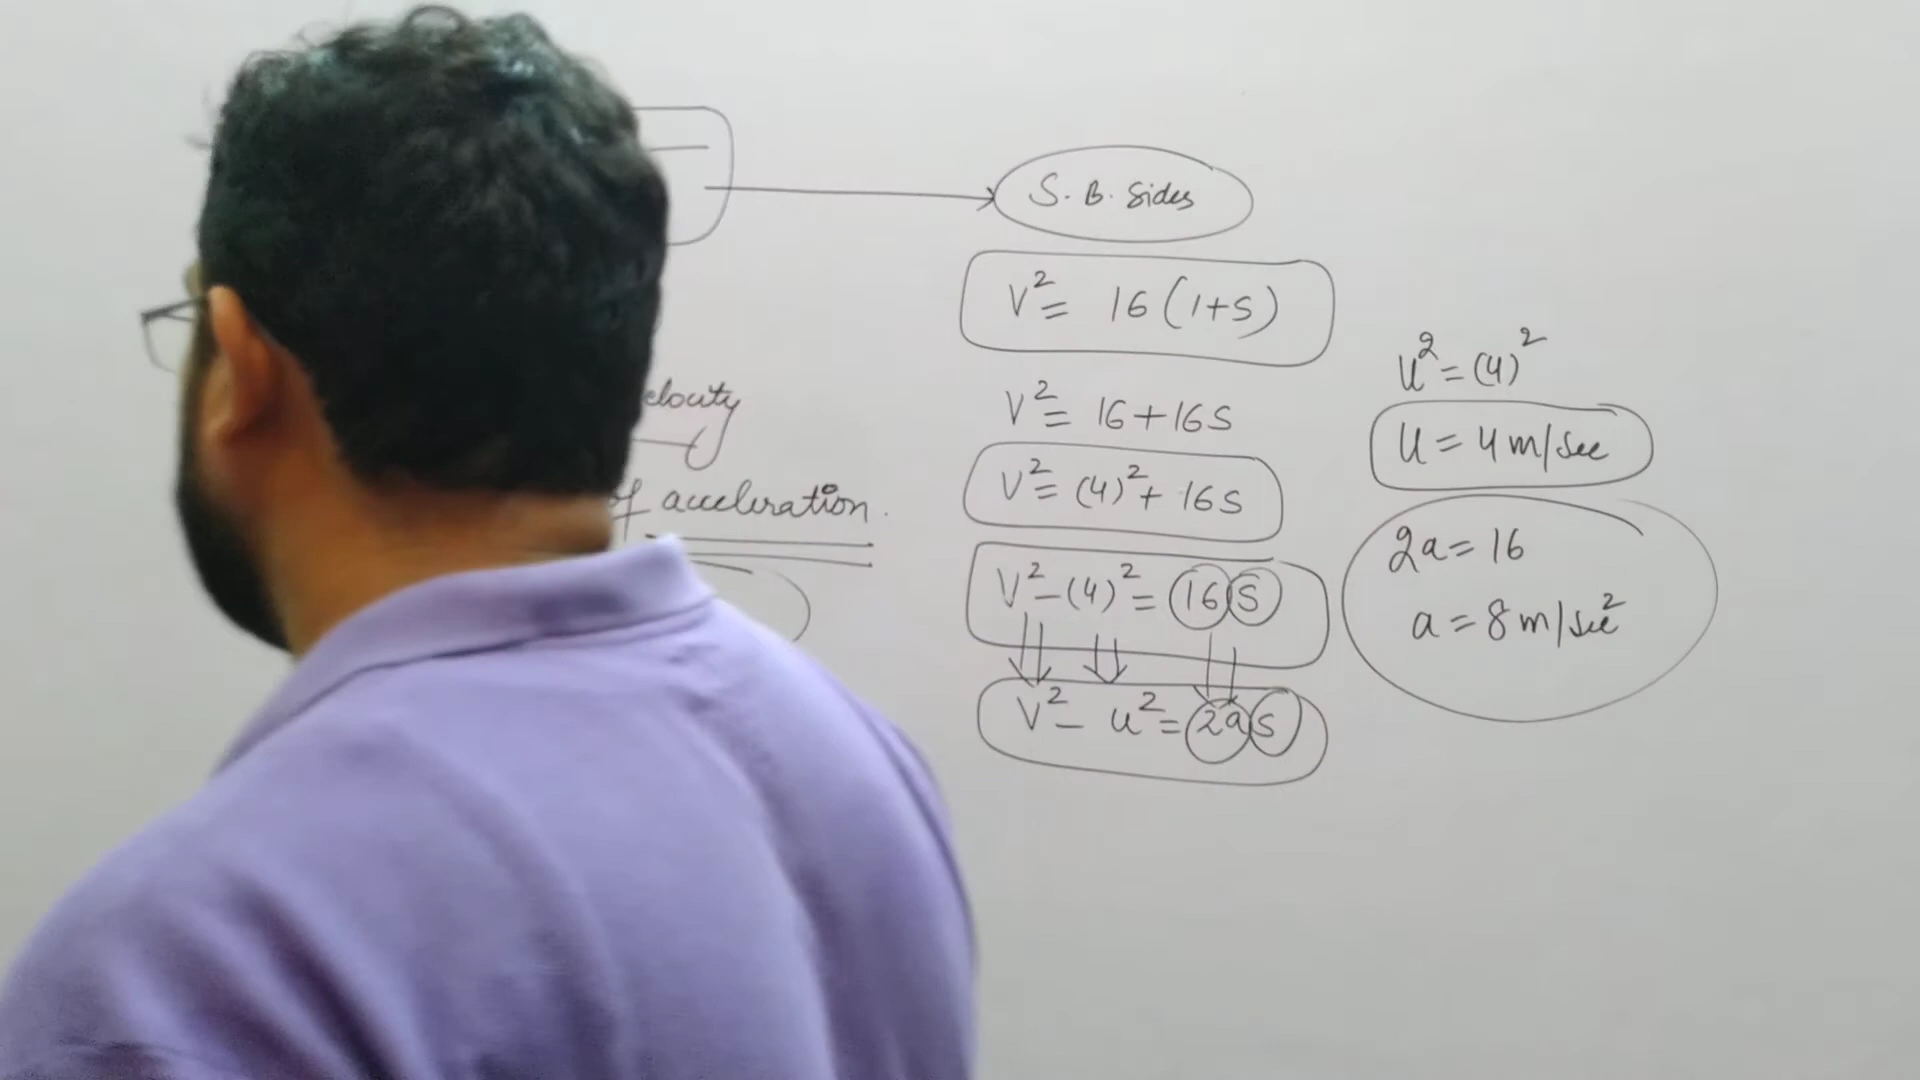 S. B. Sides
V² = 16 (1+S)
V² = 16 + 16S
V² = (4)² + 16S
V² - (4)² = 16 S
V² - u² = 2a S
u² = (4)²
u = 4 m/sec
2a = 16
a = 8 m/sec²
elocity
of acceleration.